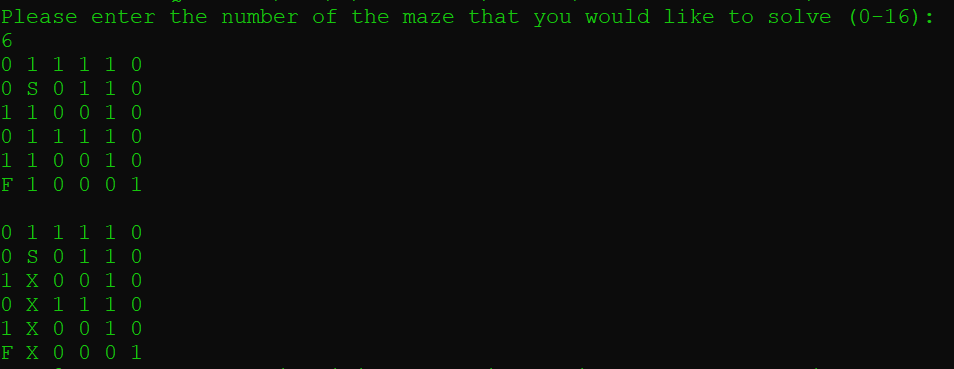 Please enter the number of the maze that you would like to solve (0-16):
6
0 1 1 1 1 0
0 S 0 1 1 0
1 1 0 0 1 0
0 1 1 1 1 0
1 1 0 0 1 0
F 1 0 0 0 1
0 1 1 1 1 0
0 S 0 1 1 0
1 X 0 0 1 0
0 X 1 1 1 0
1 X 0 0 1 0
F X 0 0 0 1